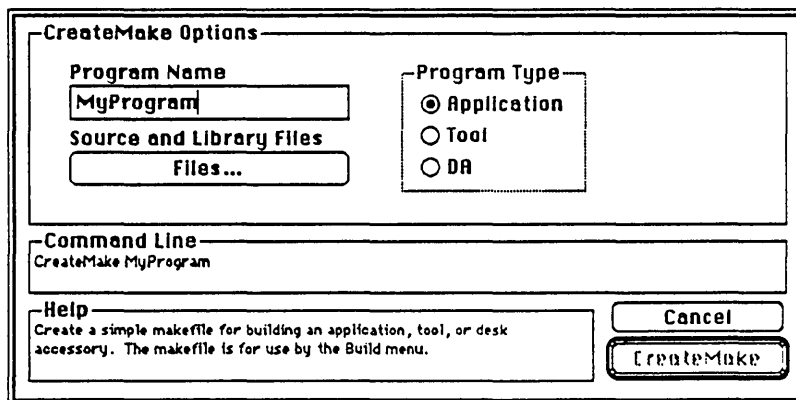 CreateMake Options
Program Name
MyProgram
Source and Library Files
Files...
Program Type
Application
Tool
DA
Command Line
CreateMake MyProgram
Help
Create a simple makefile for building an application, tool, or desk
accessory. The makefile is for use by the Build menu.
Cancel
CreateMake